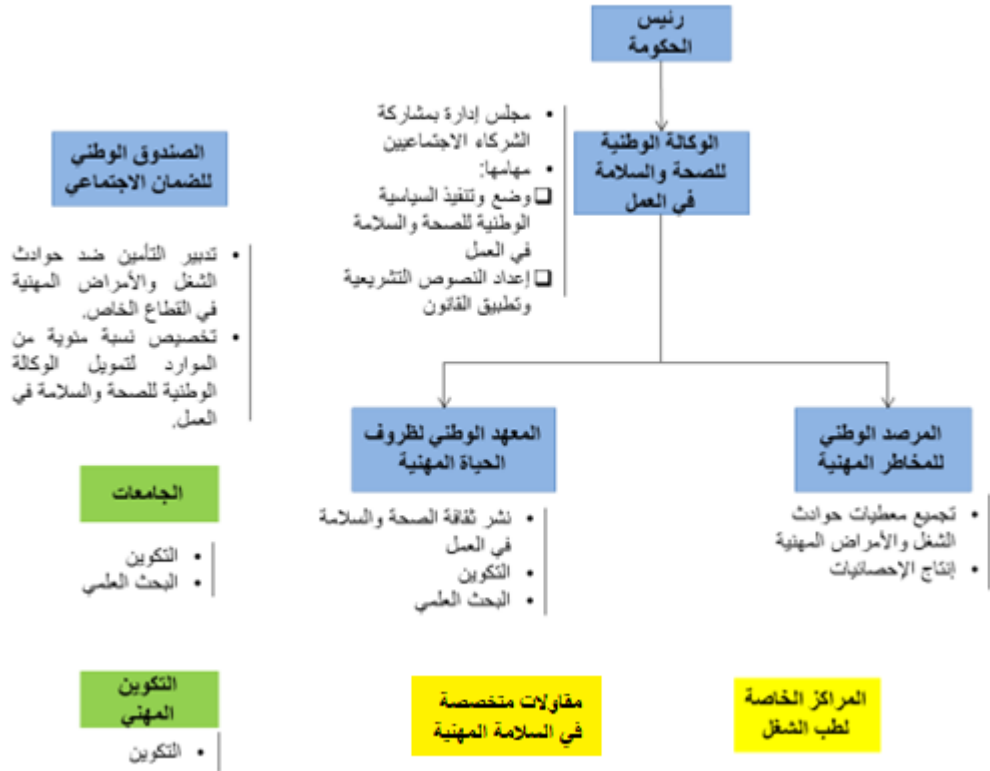 رئيس
الحكومة
الوكالة الوطنية
للصحة والسلامة
في العمل
• مجلس إدارة بمشاركة
الشركاء الاجتماعيين
• مهامها:
❑ وضع وتنفيذ السياسية
الوطنية للصحة والسلامة
في العمل
❑ إعداد النصوص التشريعية
وتطبيق القانون
الصندوق الوطني
للضمان الاجتماعي
• تدبير التأمين ضد حوادث
الشغل والأمراض المهنية
في القطاع الخاص.
• تخصيص نسبة مئوية من
الموارد لتمويل الوكالة
الوطنية للصحة والسلامة في
العمل.
المرصد الوطني
للمخاطر المهنية
• تجميع معطيات حوادث
الشغل والأمراض المهنية
• إنتاج الإحصائيات
المعهد الوطني لظروف
الحياة المهنية
• نشر ثقافة الصحة والسلامة
في العمل
• التكوين
• البحث العلمي
الجامعات
• التكوين
• البحث العلمي
المراكز الخاصة
لطب الشغل
مقاولات متخصصة
في السلامة المهنية
التكوين
المهني
• التكوين